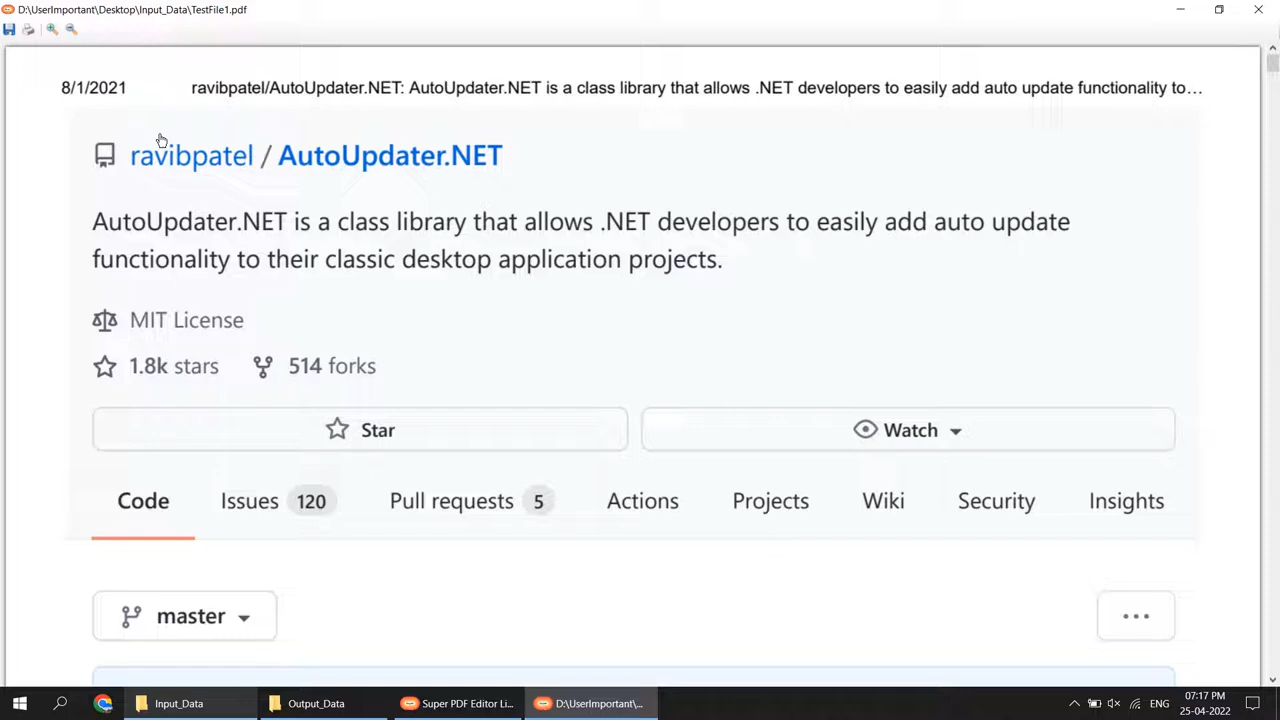 D:\UserImportant\Desktop\Input_Data\TestFile1.pdf
8/1/2021 ravibpatel/AutoUpdater.NET: AutoUpdater.NET is a class library that allows .NET developers to easily add auto update functionality to…
ravibpatel / AutoUpdater.NET
AutoUpdater.NET is a class library that allows .NET developers to easily add auto update
functionality to their classic desktop application projects.
MIT License
1.8k stars 514 forks
Star Watch
Code Issues 120 Pull requests 5 Actions Projects Wiki Security Insights
master
Input_Data Output_Data Super PDF Editor Li... D:\UserImportant\... ENG 07:17 PM
25-04-2022